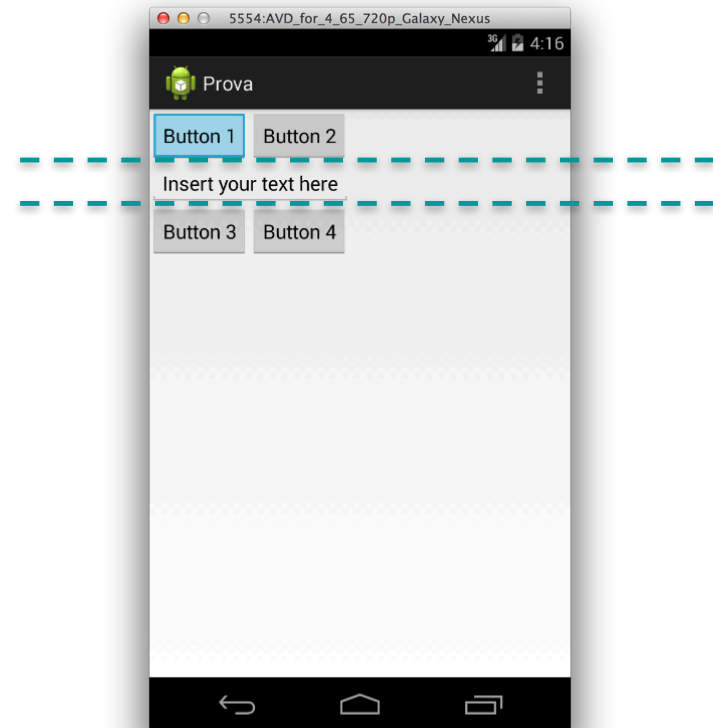 5554:AVD_for_4_65_720p_Galaxy_Nexus
3G 4:16
Prova
Button 1 Button 2
Insert your text here
Button 3 Button 4